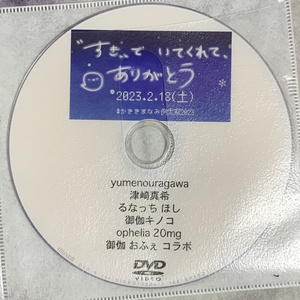 "すきでいてくれて、
ありがとう
2023.2.18(土)
yumenouragawa
津崎真希
るなっち ほし
御伽キノコ
ophelia 20mg
御伽 おふぇ コラボ
DVD
VIDEO